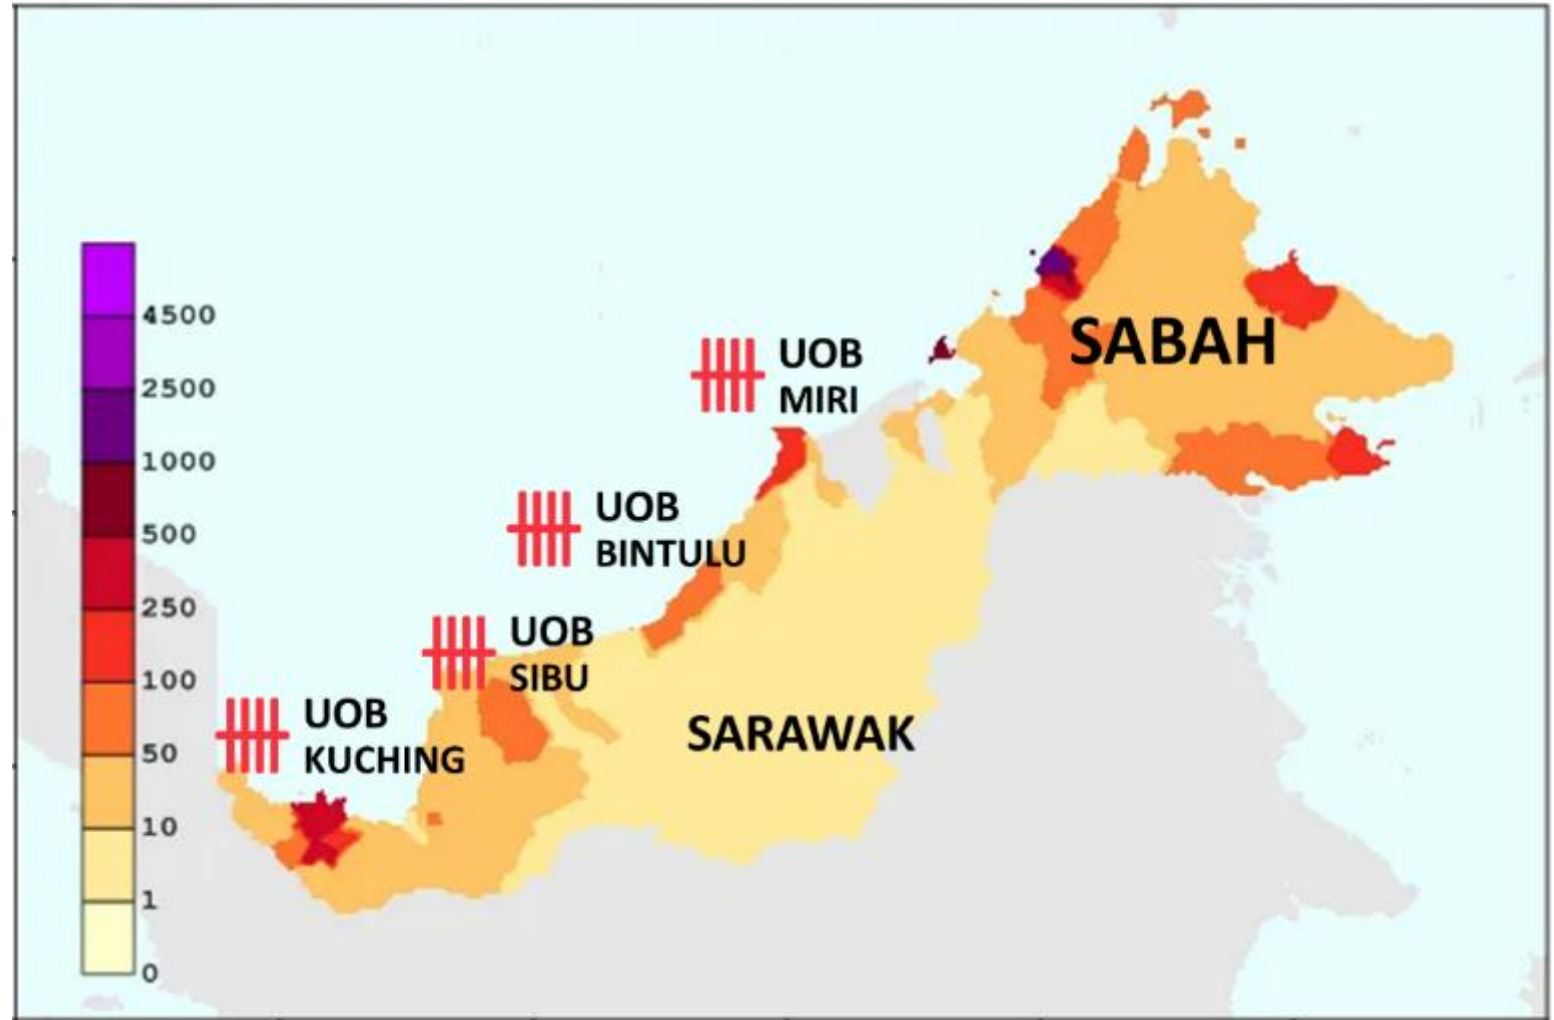 4500
2500
1000
500
250
100
50
10
1
0
SABAH
UOB
MIRI
UOB
BINTULU
UOB
SIBU
UOB
KUCHING
SARAWAK